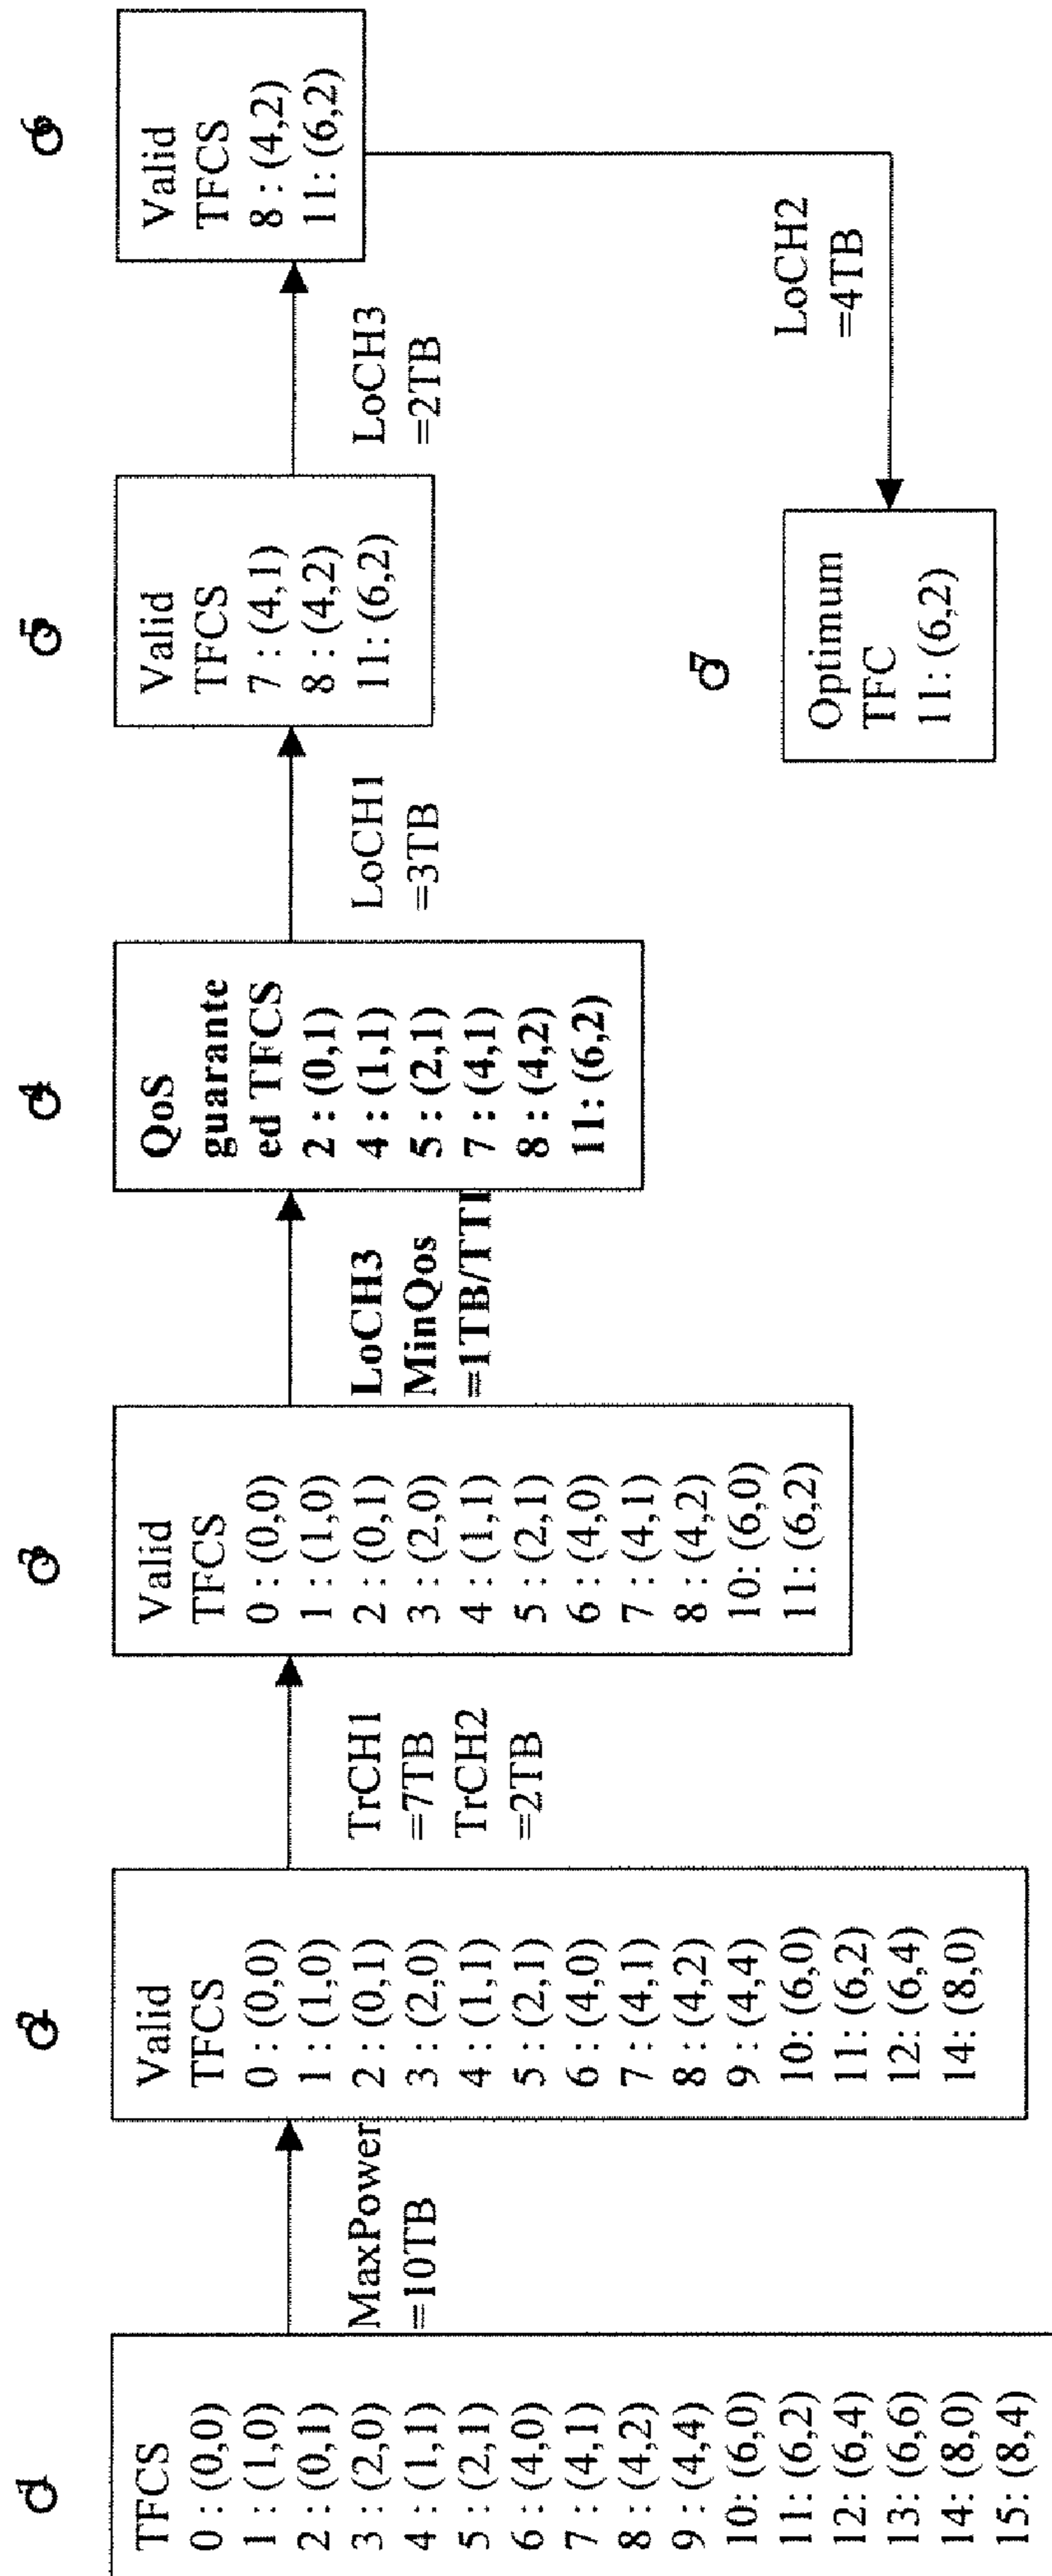 1
TFCS
0 : (0,0)
1 : (1,0)
2 : (0,1)
3 : (2,0)
4 : (1,1)
5 : (2,1)
6 : (4,0)
7 : (4,1)
8 : (4,2)
9 : (4,4)
10: (6,0)
11: (6,2)
12: (6,4)
13: (6,6)
14: (8,0)
15: (8,4)
MaxPower
=10TB
2
Valid
TFCS
0 : (0,0)
1 : (1,0)
2 : (0,1)
3 : (2,0)
4 : (1,1)
5 : (2,1)
6 : (4,0)
7 : (4,1)
8 : (4,2)
9 : (4,4)
10: (6,0)
11: (6,2)
12: (6,4)
14: (8,0)
TrCH1
=7TB
TrCH2
=2TB
3
Valid
TFCS
0 : (0,0)
1 : (1,0)
2 : (0,1)
3 : (2,0)
4 : (1,1)
5 : (2,1)
6 : (4,0)
7 : (4,1)
8 : (4,2)
10: (6,0)
11: (6,2)
LoCH3
MinQos
=1TB/TTI
4
QoS
guarante
ed TFCS
2 : (0,1)
4 : (1,1)
5 : (2,1)
7 : (4,1)
8 : (4,2)
11: (6,2)
LoCH1
=3TB
5
Valid
TFCS
7 : (4,1)
8 : (4,2)
11: (6,2)
LoCH3
=2TB
6
Valid
TFCS
8 : (4,2)
11: (6,2)
LoCH2
=4TB
7
Optimum
TFC
11: (6,2)